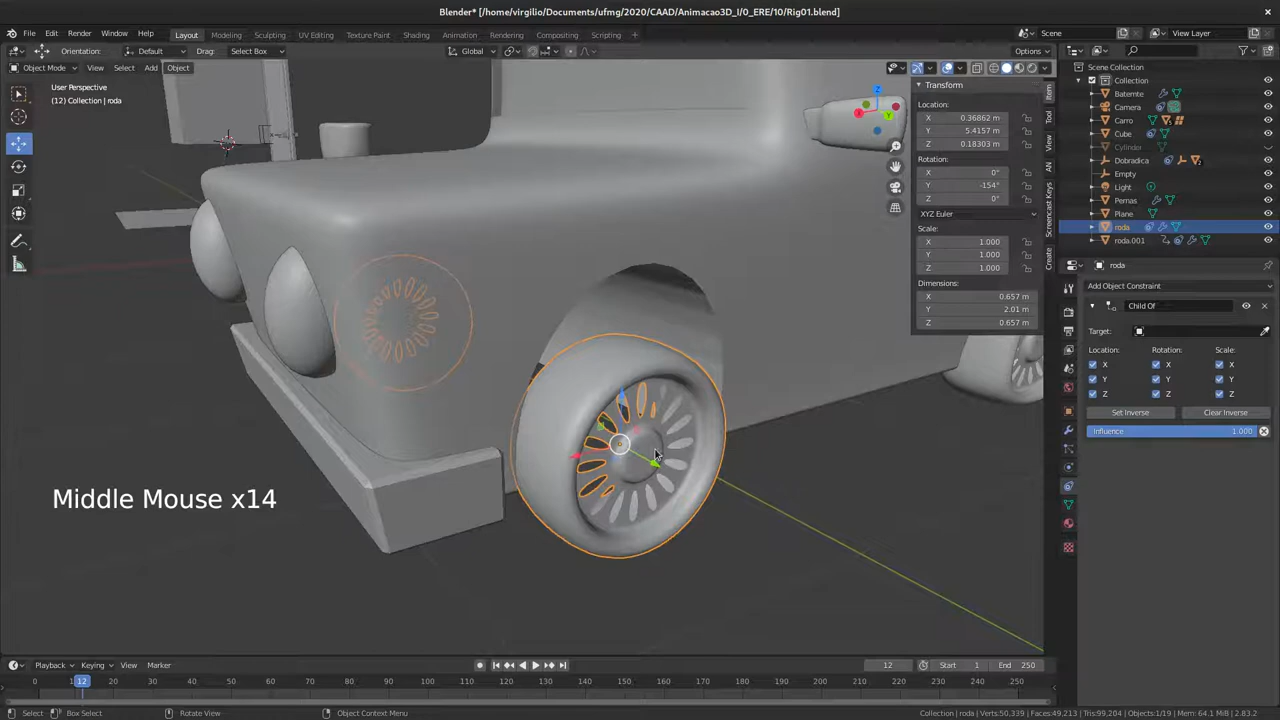 Blender* [/home/virgilio/Documents/ufmg/2020/CAAD/Animacao3D_I/0_ERE/10/Rig01.blend]
File Edit Render Window Help Layout Modeling Sculpting UV Editing Texture Paint Shading Animation Rendering Compositing Scripting Scene View Layer
Orientation: Default Drag: Select Box Global Options
Object Mode View Select Add Object
User Perspective
(12) Collection | roda
Transform
Location:
X 0.36862 m
Y 5.4157 m
Z 0.18303 m
Rotation:
X 0°
Y -154°
Z 0°
XYZ Euler
Scale:
X 1.000
Y 1.000
Z 1.000
Dimensions:
X 0.657 m
Y 2.01 m
Z 0.657 m
Item
Tool
View
AN
Screencast Keys
Create
Z
X
Y
Scene Collection
Collection
Batemte
Camera
Carro
Cube
Cylinder
Dobradica
Empty
Light
Pernas
Plane
roda
roda.001
roda
Add Object Constraint
Child Of
Target:
Location: Rotation: Scale:
X X X
Y Y Y
Z Z Z
Set Inverse Clear Inverse
Influence 1.000
Middle Mouse x14
Playback Keying View Marker 12 Start 1 End 250
0 12 20 30 40 50 60 70 80 90 100 110 120 130 140 150 160 170 180 190 200 210 220 230 240 250
Select Box Select Rotate View Object Context Menu Collection | roda | Verts:50,339 | Faces:49,213 | Tris:99,204 | Objects:1/19 | Mem: 64.1 MiB | 2.83.2